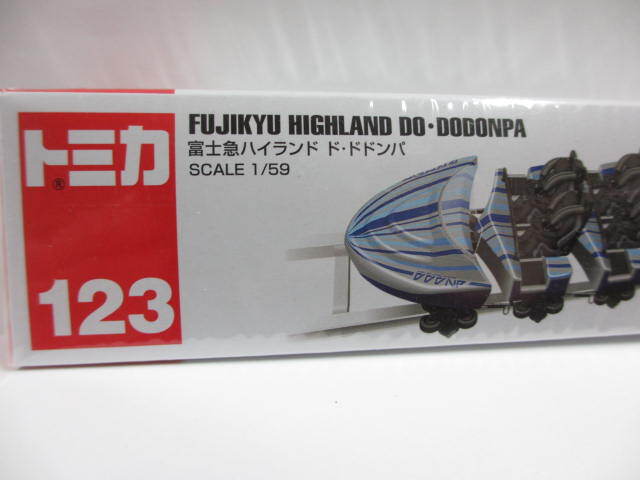 トミカ
®
123
FUJIKYU HIGHLAND DO・DODONPA
富士急ハイランド ド・ドドンパ
SCALE 1/59